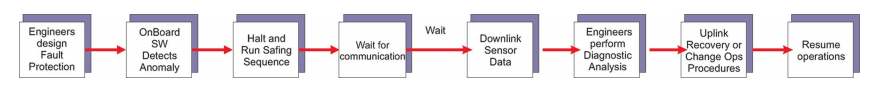 Engineers
design
Fault
Protection
OnBoard
SW
Detects
Anomaly
Halt and
Run Safing
Sequence
Wait for
communication
Wait
Downlink
Sensor
Data
Engineers
perform
Diagnostic
Analysis
Uplink
Recovery or
Change Ops
Procedures
Resume
operations